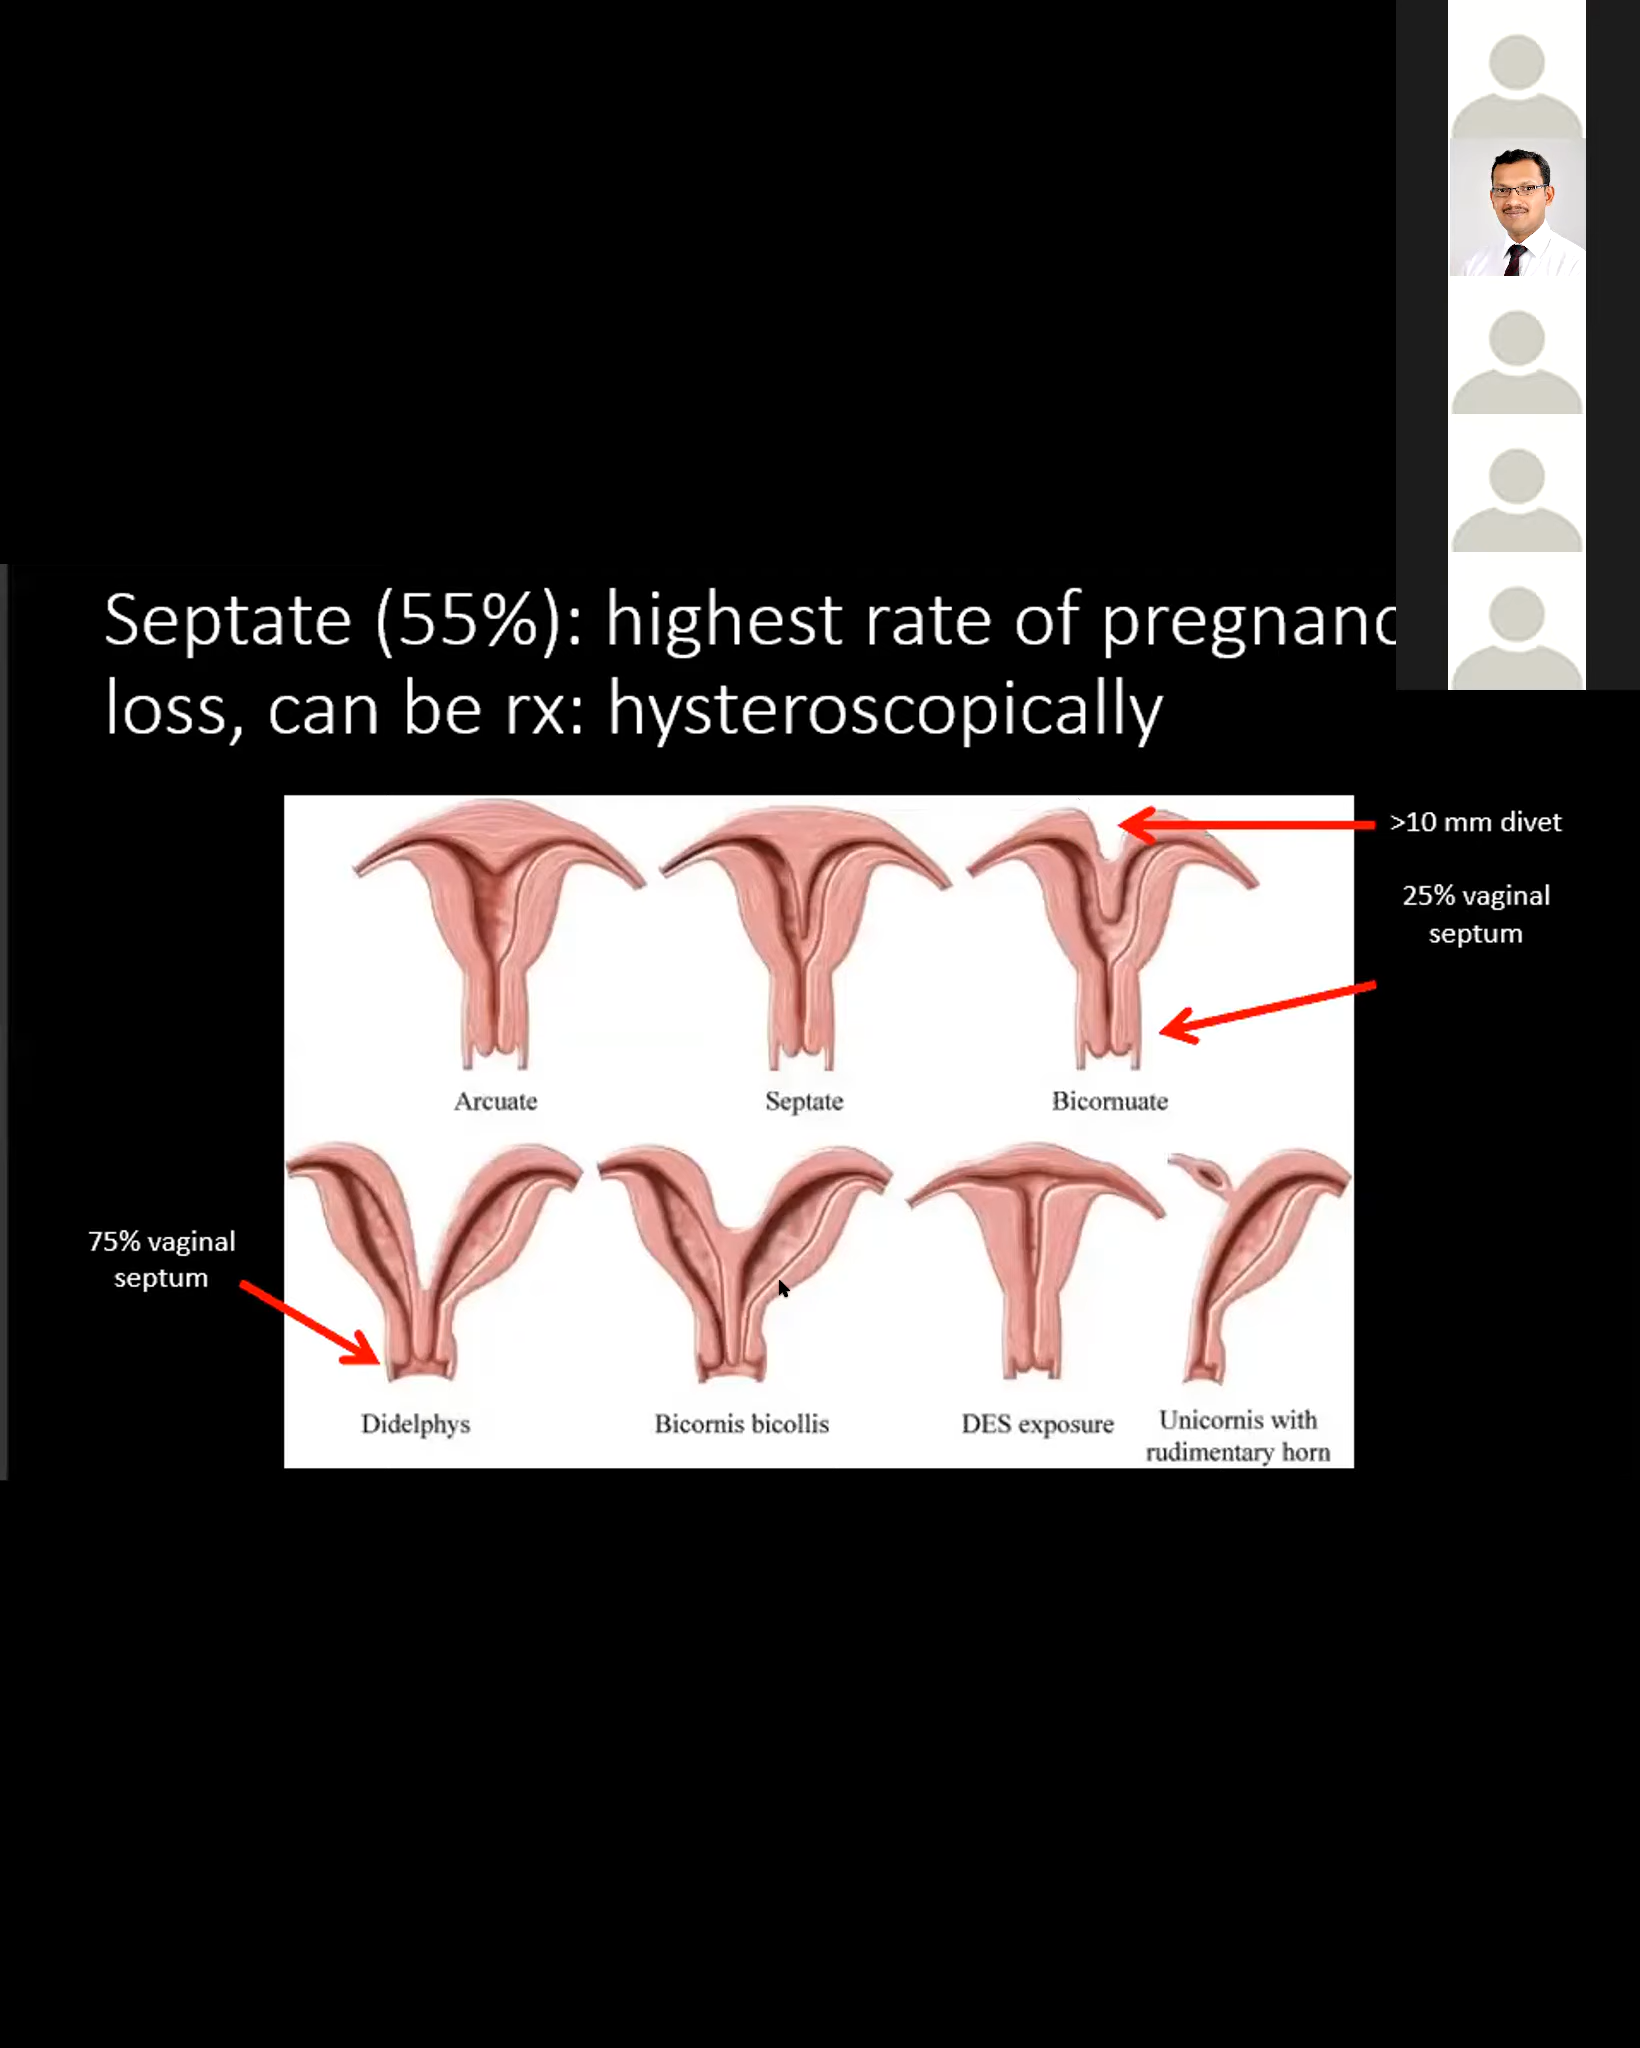 Septate (55%): highest rate of pregnanc
loss, can be rx: hysteroscopically
>10 mm divet
25% vaginal
septum
Arcuate
Septate
Bicornuate
75% vaginal
septum
Didelphys
Bicornis bicollis
DES exposure
Unicornis with
rudimentary horn